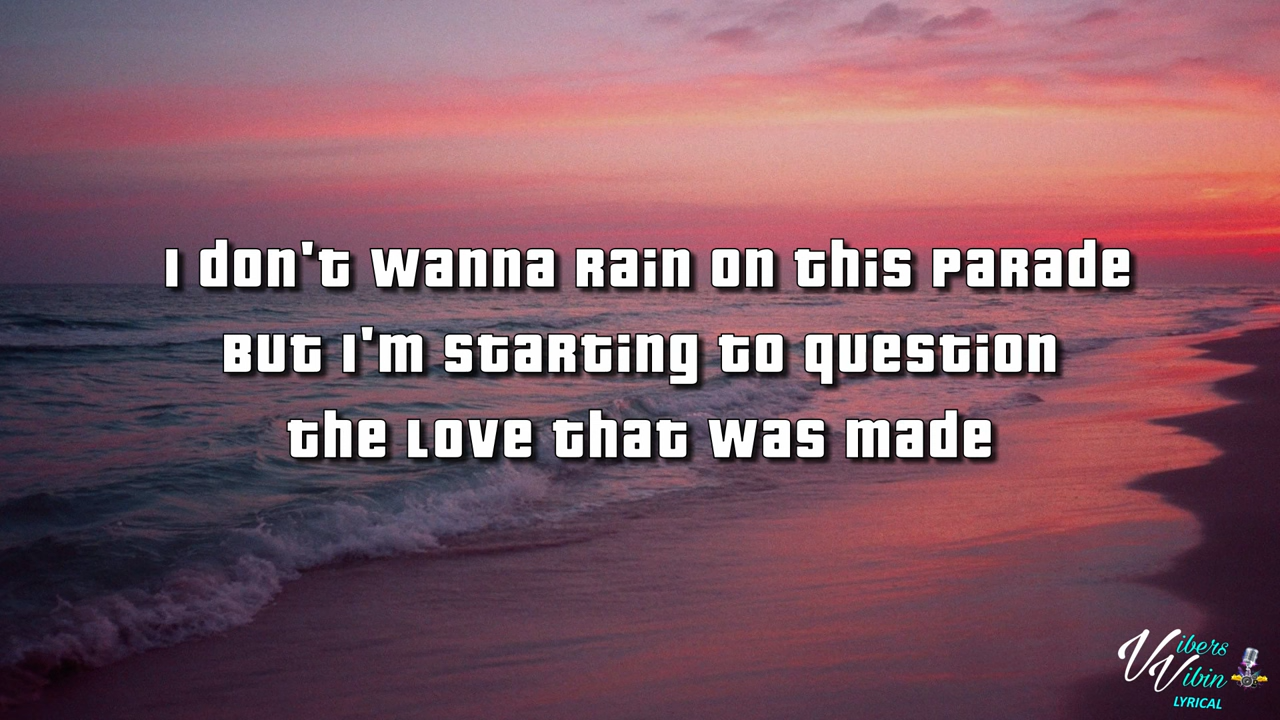 I don't wanna rain on this parade
But I'm starting to question
the love that was made
Vibers
Vibin
LYRICAL